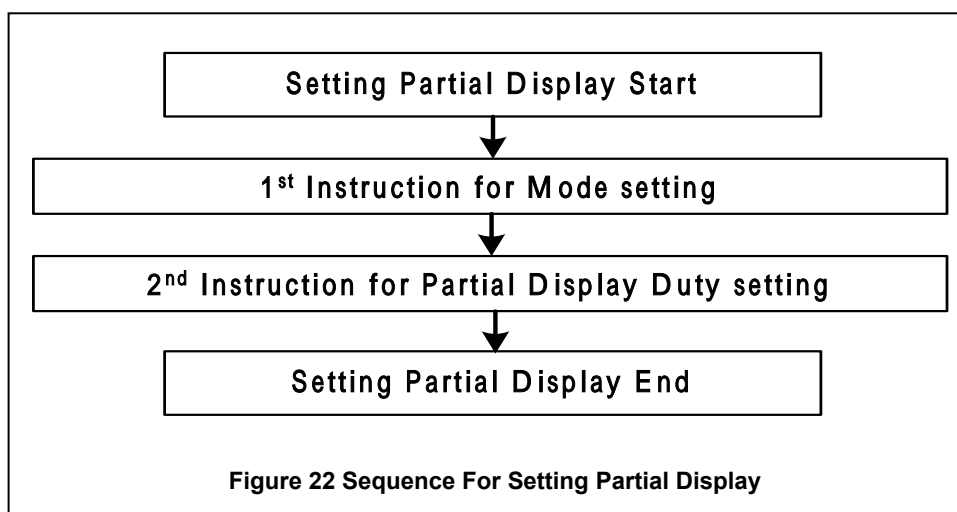 Setting Partial Display Start
1st Instruction for Mode setting
2nd Instruction for Partial Display Duty setting
Setting Partial Display End
Figure 22 Sequence For Setting Partial Display